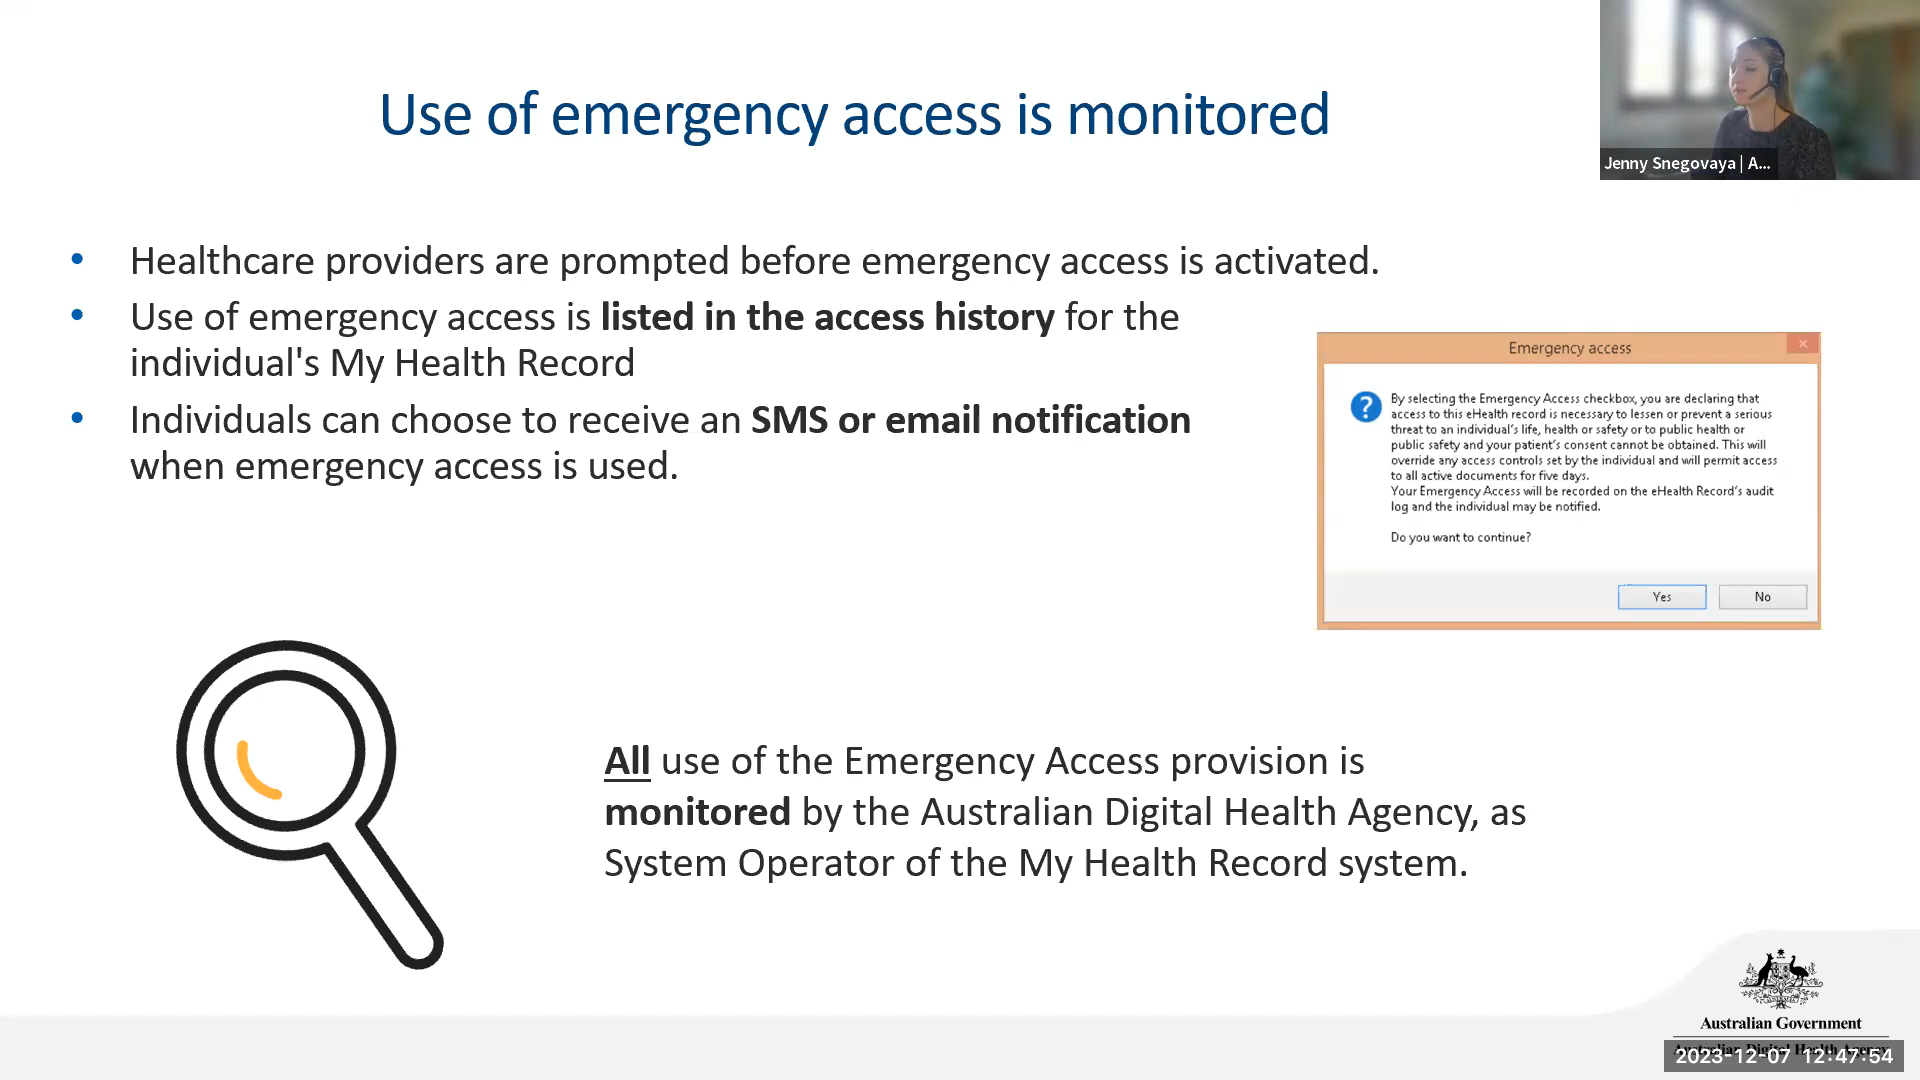 Use of emergency access is monitored
Jenny Snegovaya | A...
• Healthcare providers are prompted before emergency access is activated.
• Use of emergency access is listed in the access history for the
individual's My Health Record
• Individuals can choose to receive an SMS or email notification
when emergency access is used.
Emergency access
By selecting the Emergency Access checkbox, you are declaring that
access to this eHealth record is necessary to lessen or prevent a serious
threat to an individual's life, health or safety or to public health or
public safety and your patient's consent cannot be obtained. This will
override any access controls set by the individual and will permit access
to all active documents for five days.
Your Emergency Access will be recorded on the eHealth Record's audit
log and the individual may be notified.
Do you want to continue?
Yes
No
All use of the Emergency Access provision is
monitored by the Australian Digital Health Agency, as
System Operator of the My Health Record system.
Australian Government
Australian Digital Health Agency
2023-12-07 12:47:54